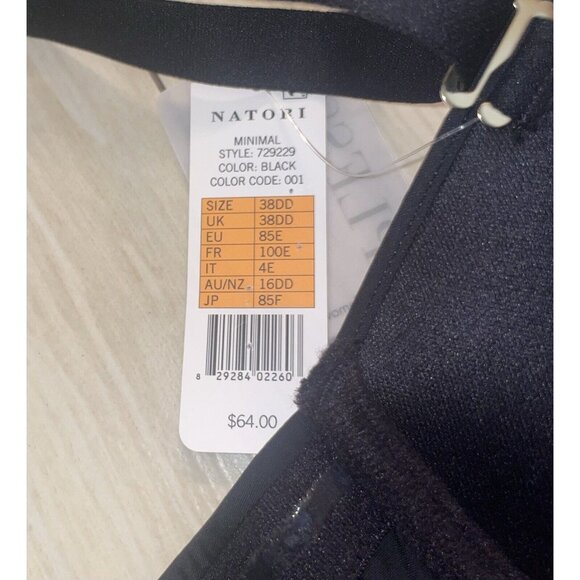 NATORI
MINIMAL
STYLE: 729229
COLOR: BLACK
COLOR CODE: 001
SIZE 38DD
UK 38DD
EU 85E
FR 100E
IT 4E
AU/NZ 16DD
JP 85F
8 29284 02260
$64.00